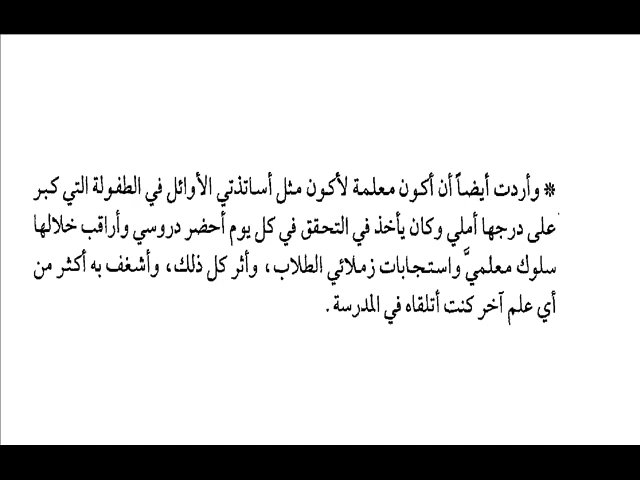 * وأردت أيضاً أن أكون معلمة لأكون مثل أساتذتي الأوائل في الطفولة التي كبر
على درجها أملي وكان يأخذ في التحقق في كل يوم أحضر دروسي وأراقب خلالها
سلوك معلميَّ واستجابات زملائي الطلاب، وأثر كل ذلك، وأشغف به أكثر من
أي علم آخر كنت أتلقاه في المدرسة.